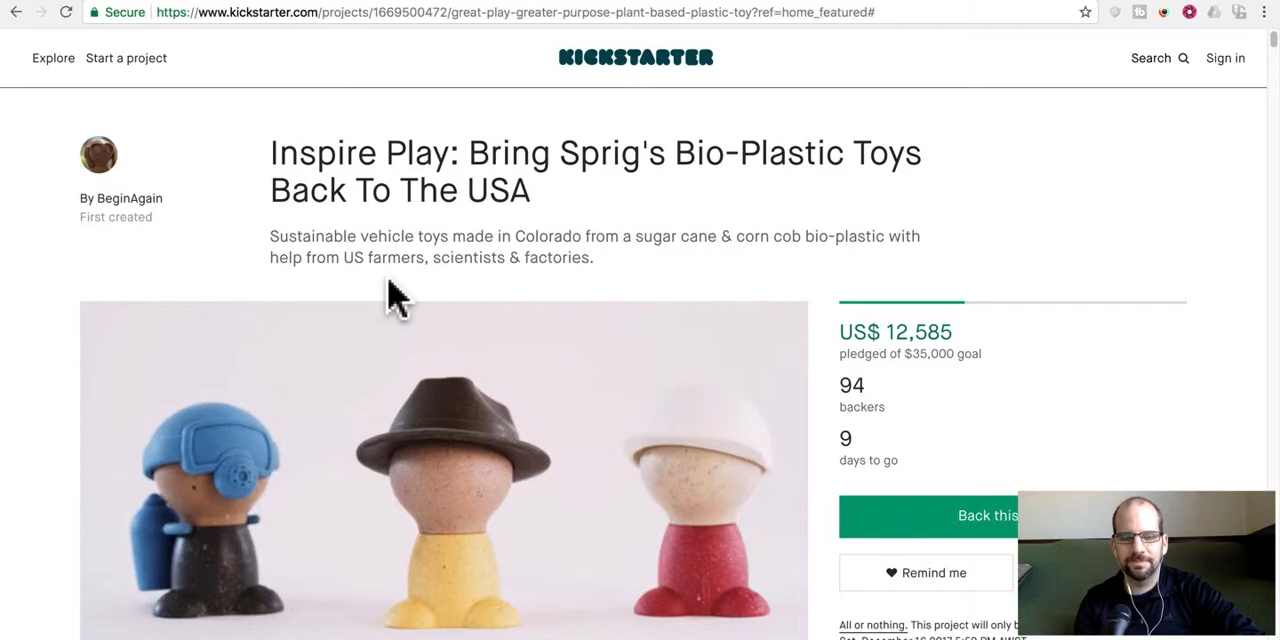 Secure https://www.kickstarter.com/projects/1669500472/great-play-greater-purpose-plant-based-plastic-toy?ref=home_featured#
Explore Start a project KICKSTARTER Search Sign in
Inspire Play: Bring Sprig's Bio-Plastic Toys
Back To The USA
By BeginAgain
First created
Sustainable vehicle toys made in Colorado from a sugar cane & corn cob bio-plastic with
help from US farmers, scientists & factories.
US$ 12,585
pledged of $35,000 goal
94
backers
9
days to go
Back this
Remind me
All or nothing. This project will only